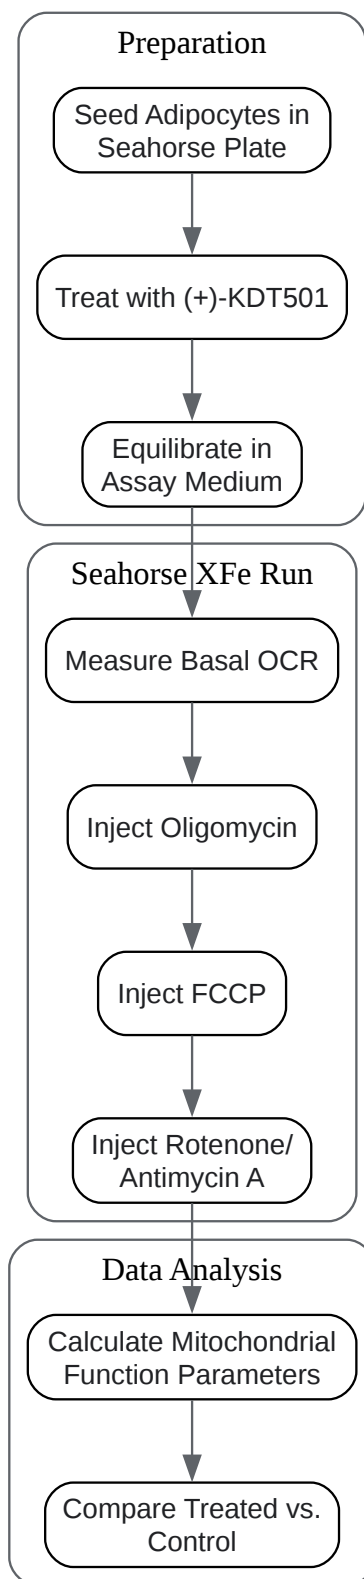 Preparation
Seed Adipocytes in
Seahorse Plate
Treat with (+)-KDT501
Equilibrate in
Assay Medium
Seahorse XFe Run
Measure Basal OCR
Inject Oligomycin
Inject FCCP
Inject Rotenone/
Antimycin A
Data Analysis
Calculate Mitochondrial
Function Parameters
Compare Treated vs.
Control